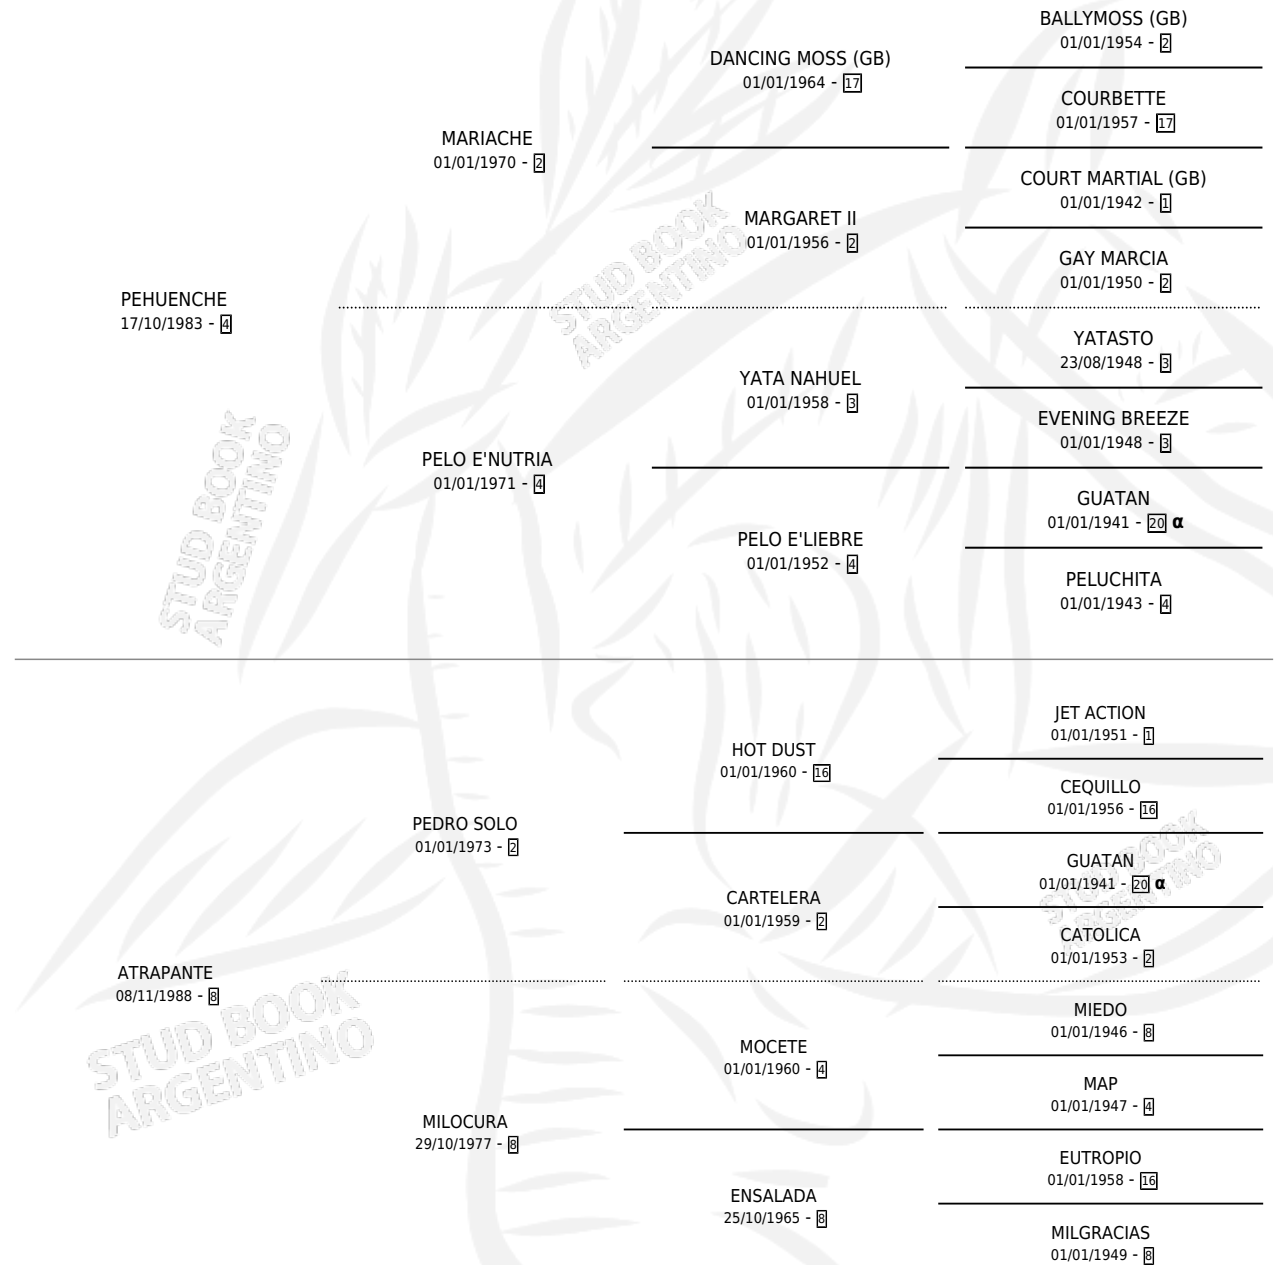 BALLYMOSS (GB)
01/01/1954 - 2
DANCING MOSS (GB)
01/01/1964 - 17
COURBETTE
01/01/1957 - 17
MARIACHE
01/01/1970 - 2
COURT MARTIAL (GB)
01/01/1942 - 1
MARGARET II
01/01/1956 - 2
GAY MARCIA
01/01/1950 - 2
PEHUENCHE
17/10/1983 - 4
YATASTO
23/08/1948 - 3
YATA NAHUEL
01/01/1958 - 3
EVENING BREEZE
01/01/1948 - 3
PELO E'NUTRIA
01/01/1971 - 4
GUATAN
01/01/1941 - 20 α
PELO E'LIEBRE
01/01/1952 - 4
PELUCHITA
01/01/1943 - 4
JET ACTION
01/01/1951 - 1
HOT DUST
01/01/1960 - 16
CEQUILLO
01/01/1956 - 16
PEDRO SOLO
01/01/1973 - 2
GUATAN
01/01/1941 - 20 α
CARTELERA
01/01/1959 - 2
CATOLICA
01/01/1953 - 2
ATRAPANTE
08/11/1988 - 8
MIEDO
01/01/1946 - 8
MOCETE
01/01/1960 - 4
MAP
01/01/1947 - 4
MILOCURA
29/10/1977 - 8
EUTROPIO
01/01/1958 - 16
ENSALADA
25/10/1965 - 8
MILGRACIAS
01/01/1949 - 8
STUD BOOK
ARGENTINO
STUD BOOK
ARGENTINO
STUD BOOK
ARGENTINO
STUD BOOK
ARGENTINO